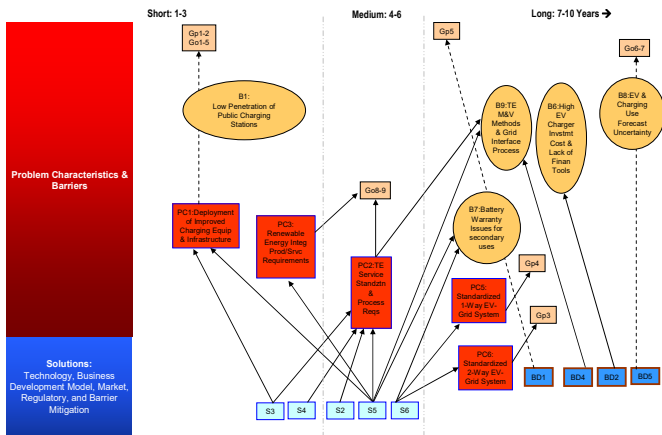 Short: 1-3
Medium: 4-6
Long: 7-10 Years →
Gp1-2
Go1-5
Gp5
Go6-7
B1:
Low Penetration of
Public Charging
Stations
B9:TE
M&V
Methods
& Grid
Interface
Process
B6:High
EV
Charger
Invstmt
Cost &
Lack of
Finan
Tools
B8:EV &
Charging
Use
Forecast
Uncertainty
Problem Characteristics &
Barriers
Go8-9
PC1:Deployment
of Improved
Charging Equip
& Infrastructure
PC3:
Renewable
Energy Integ
Prod/Srvc
Requirements
B7:Battery
Warranty
Issues for
secondary
uses
PC2:TE
Service
Standztn
&
Process
Reqs
Gp4
PC5:
Standardized
1-Way EV-
Grid System
Gp3
PC6:
Standardized
2-Way EV-
Grid System
Solutions:
Technology, Business
Development Model, Market,
Regulatory, and Barrier
Mitigation
BD1
BD4
BD2
BD5
S3
S4
S2
S5
S6